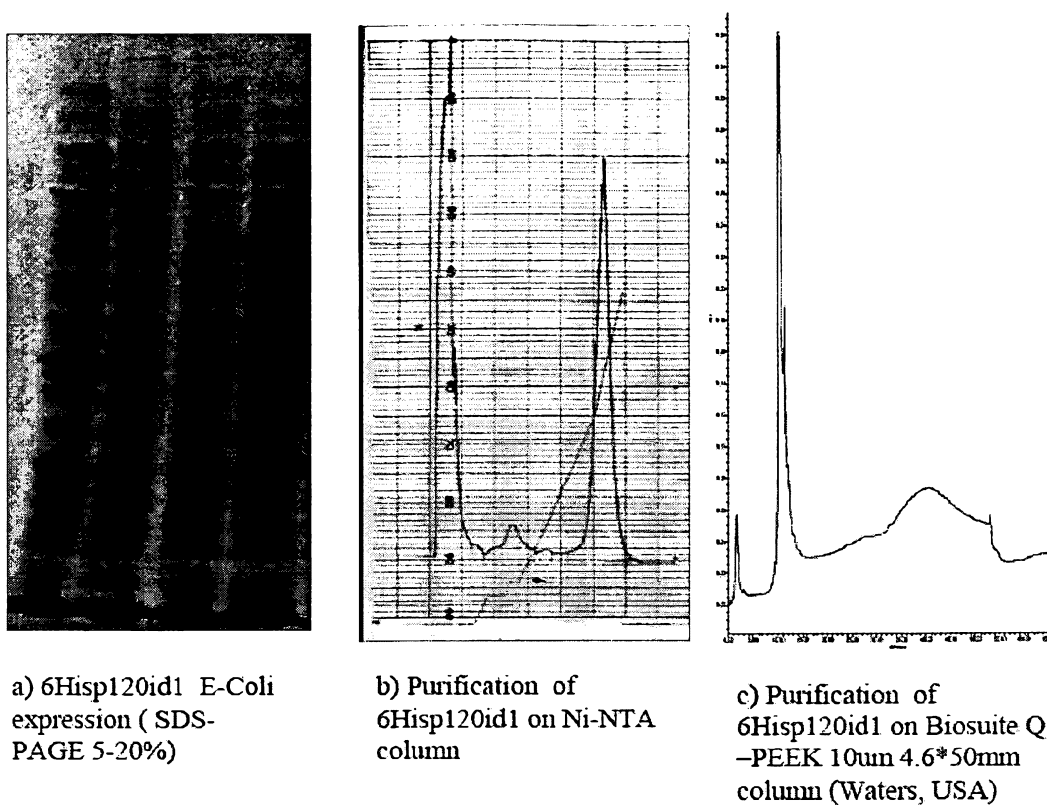 a) 6Hisp120id1 E-Coli
expression ( SDS-
PAGE 5-20%)
b) Purification of
6Hisp120id1 on Ni-NTA
column
c) Purification of
6Hisp120id1 on Biosuite Q
–PEEK 10um 4.6*50mm
column (Waters, USA)